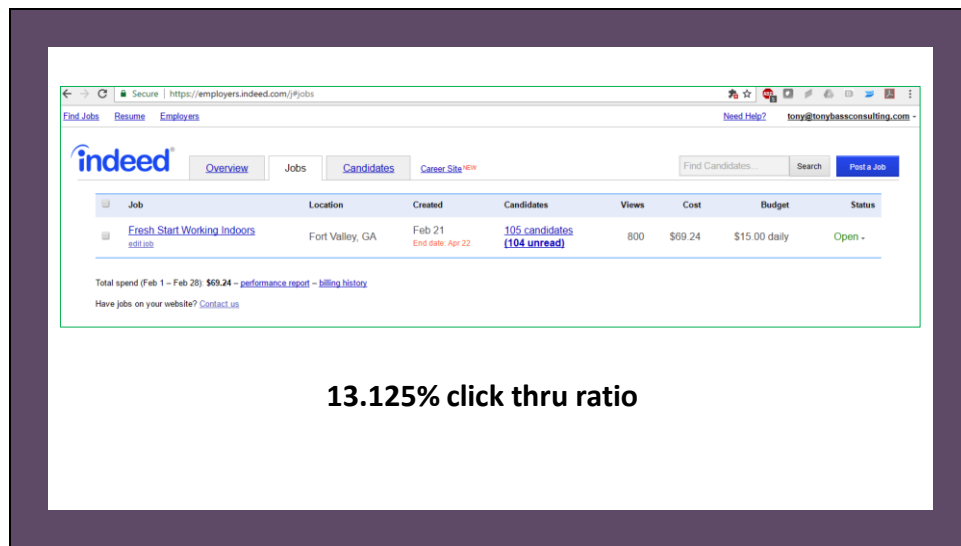 Secure | https://employers.indeed.com/j#jobs
Find Jobs Resume Employers Need Help? tony@tonybassconsulting.com
indeed Overview Jobs Candidates Career Site NEW Find Candidates... Search Post a Job
Job Location Created Candidates Views Cost Budget Status
Fresh Start Working Indoors Fort Valley, GA Feb 21 105 candidates 800 $69.24 $15.00 daily Open
edit job End date: Apr 22 (104 unread)
Total spend (Feb 1 – Feb 28): $69.24 – performance report – billing history
Have jobs on your website? Contact us
13.125% click thru ratio